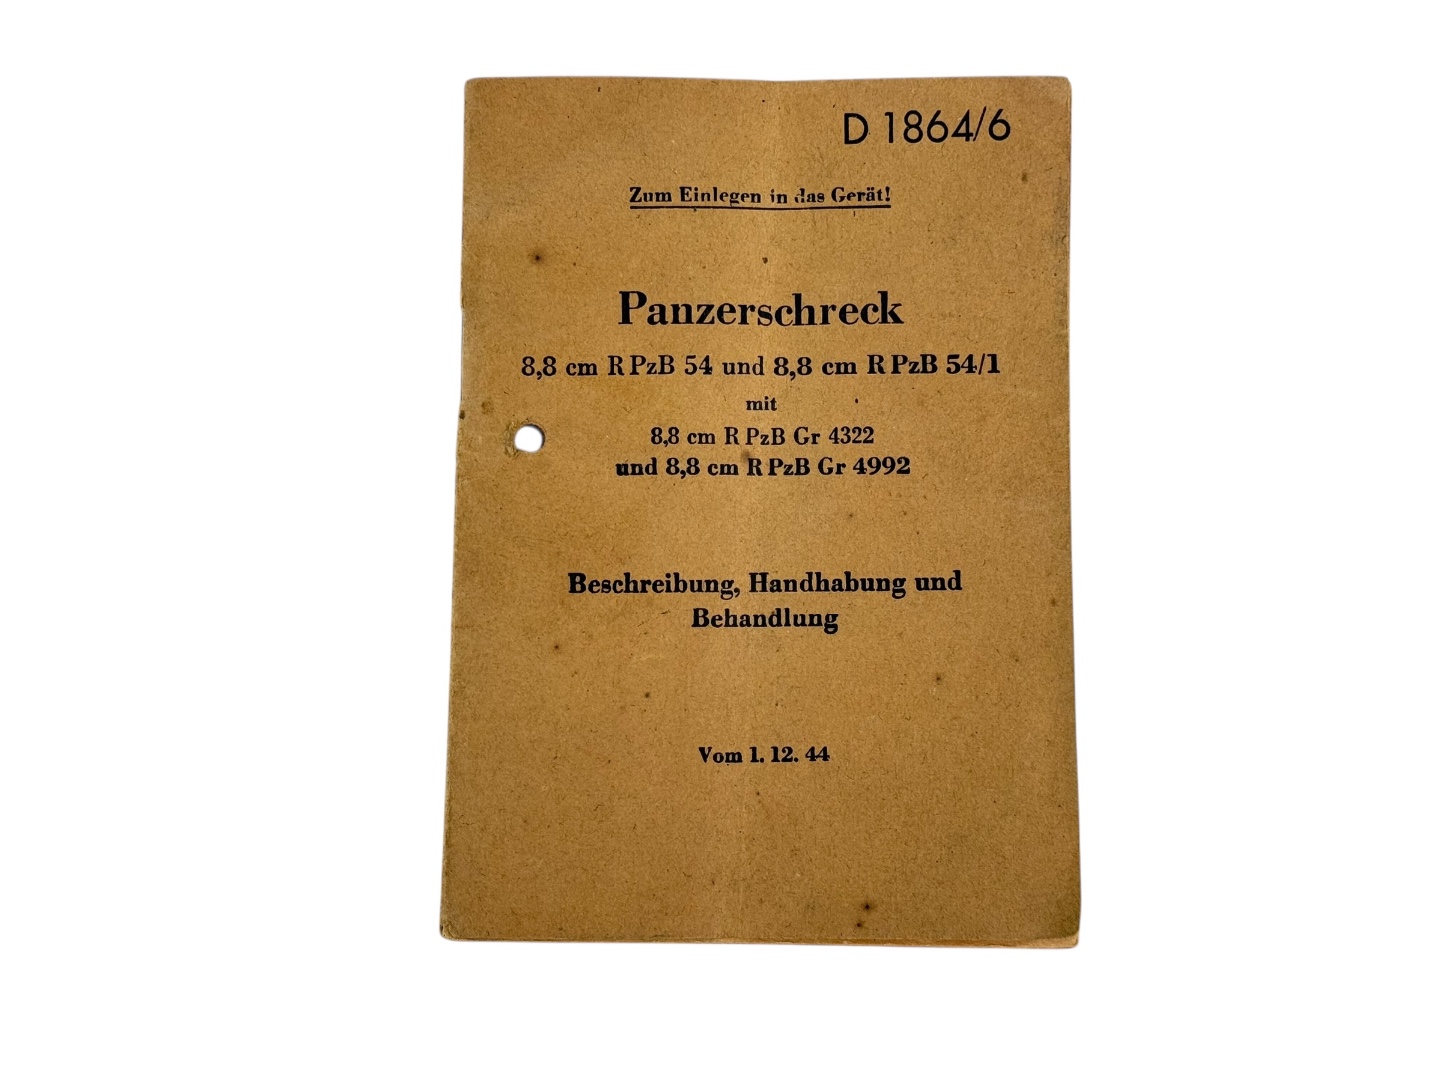 D 1864/6
Zum Einlegen in das Gerät!
Panzerschreck
8,8 cm R PzB 54 und 8,8 cm R PzB 54/1
mit
8,8 cm R PzB Gr 4322
und 8,8 cm R PzB Gr 4992
Beschreibung, Handhabung und
Behandlung
Vom 1. 12. 44